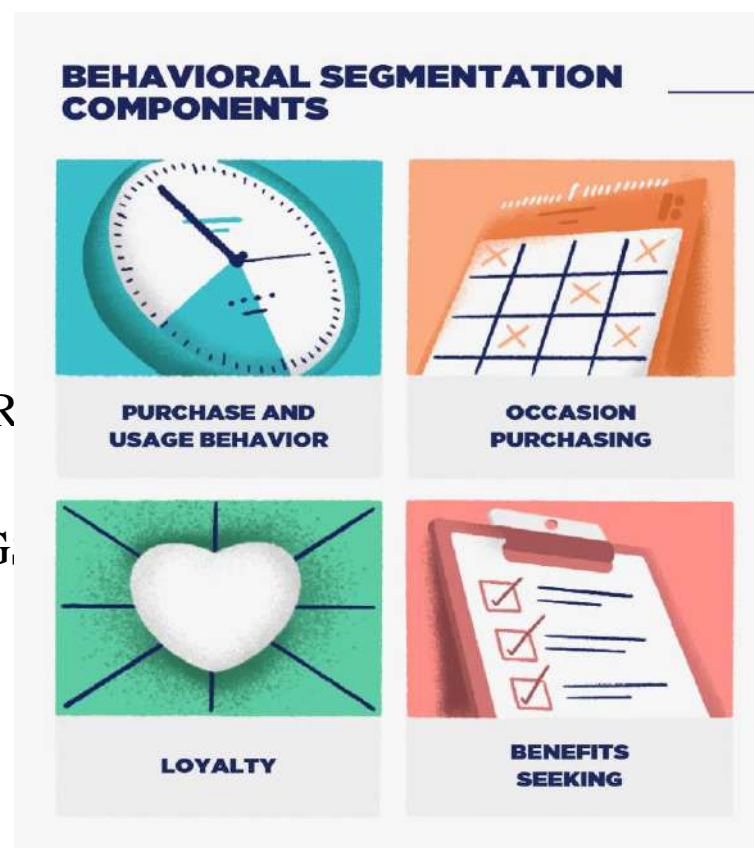 BEHAVIORAL SEGMENTATION
COMPONENTS
PURCHASE AND
USAGE BEHAVIOR
OCCASION
PURCHASING
R
G
LOYALTY
BENEFITS
SEEKING